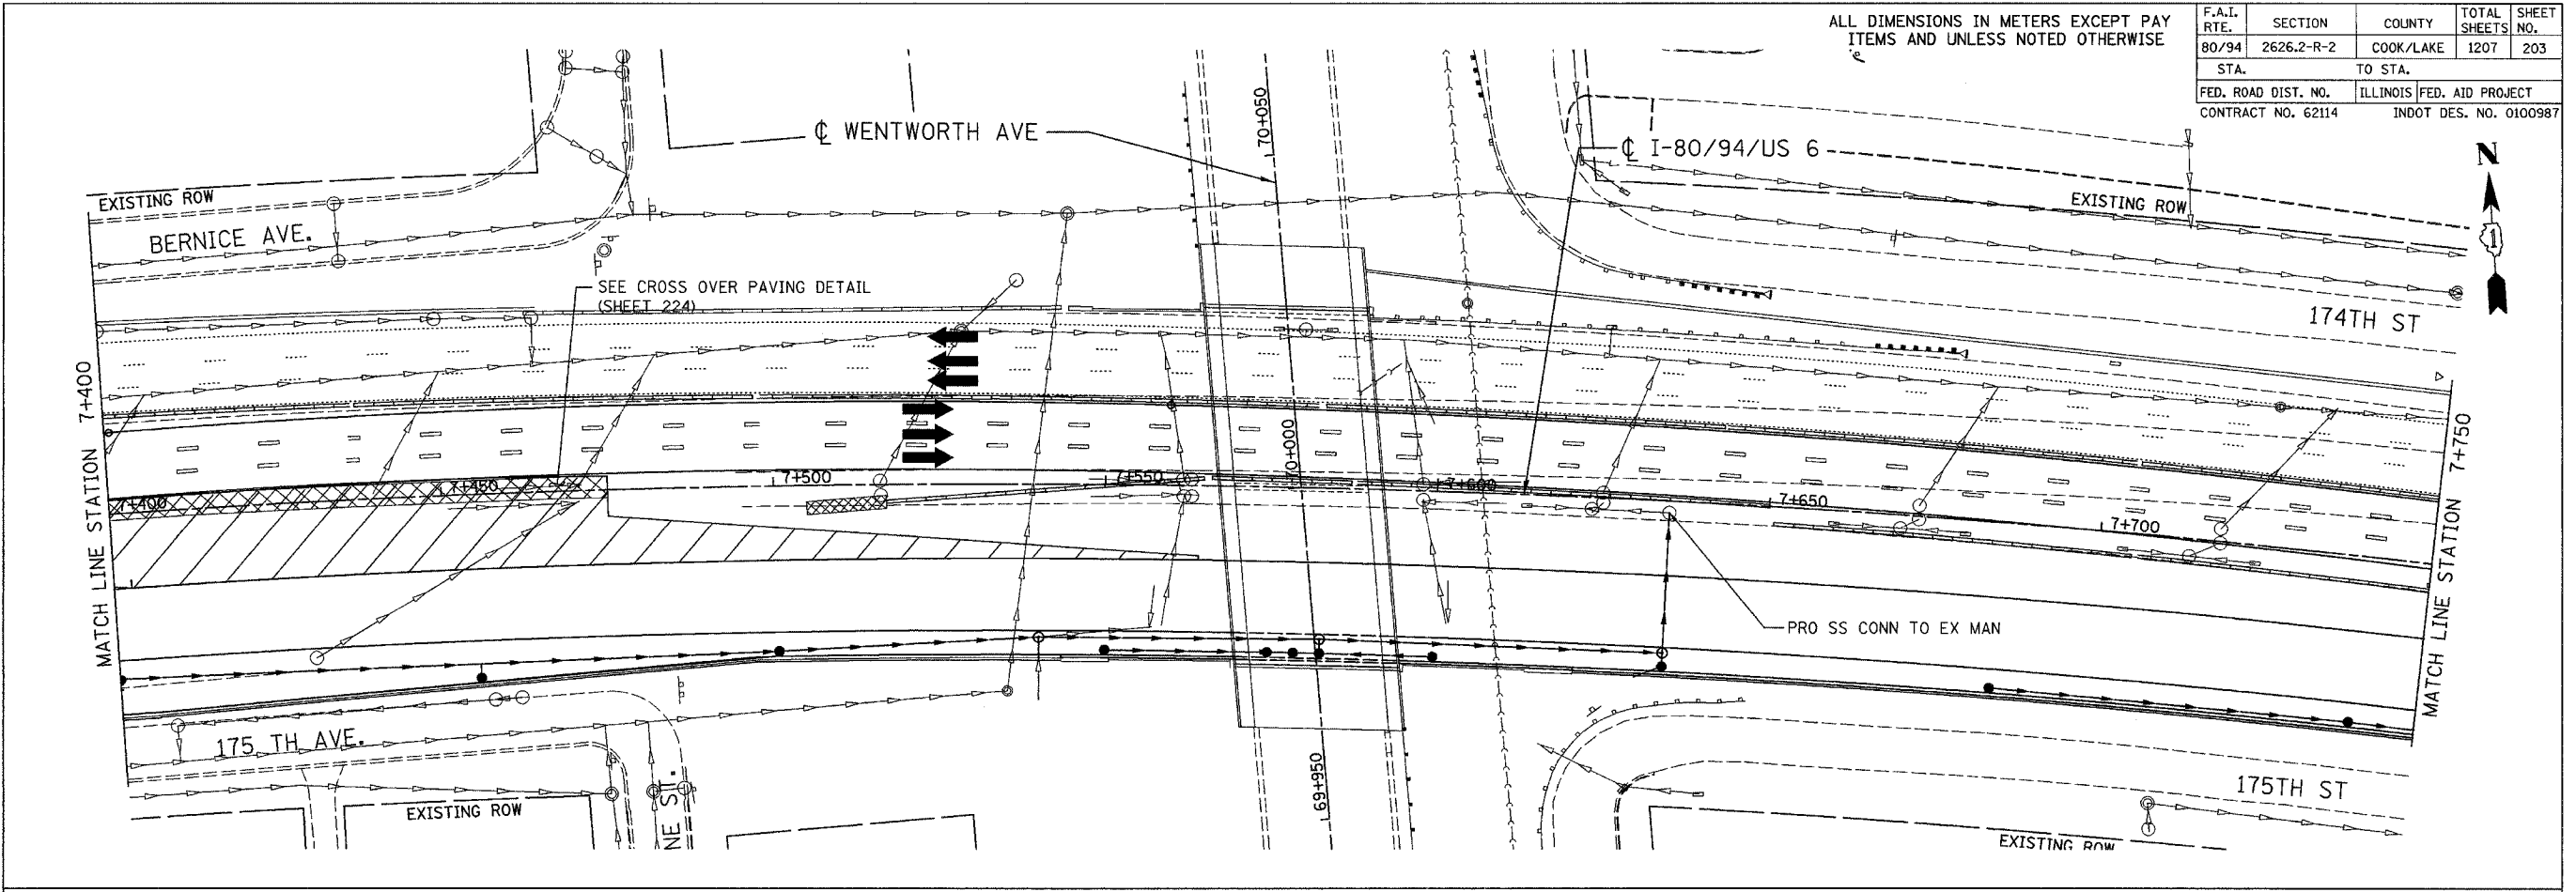 ALL DIMENSIONS IN METERS EXCEPT PAY
ITEMS AND UNLESS NOTED OTHERWISE
F.A.I. RTE.
SECTION
COUNTY
TOTAL SHEETS
SHEET NO.
80/94
2626.2-R-2
COOK/LAKE
1207
203
STA.
TO STA.
FED. ROAD DIST. NO.
ILLINOIS
FED. AID PROJECT
CONTRACT NO. 62114
INDOT DES. NO. 0100987
N
1
℄ WENTWORTH AVE
70+050
℄ I-80/94/US 6
EXISTING ROW
EXISTING ROW
BERNICE AVE.
SEE CROSS OVER PAVING DETAIL
(SHEET 224)
174TH ST
MATCH LINE STATION 7+400
MATCH LINE STATION 7+750
70+000
7+400
7+450
7+500
7+550
7+600
7+650
7+700
PRO SS CONN TO EX MAN
175 TH AVE.
69+950
175TH ST
NE ST.
EXISTING ROW
EXISTING ROW